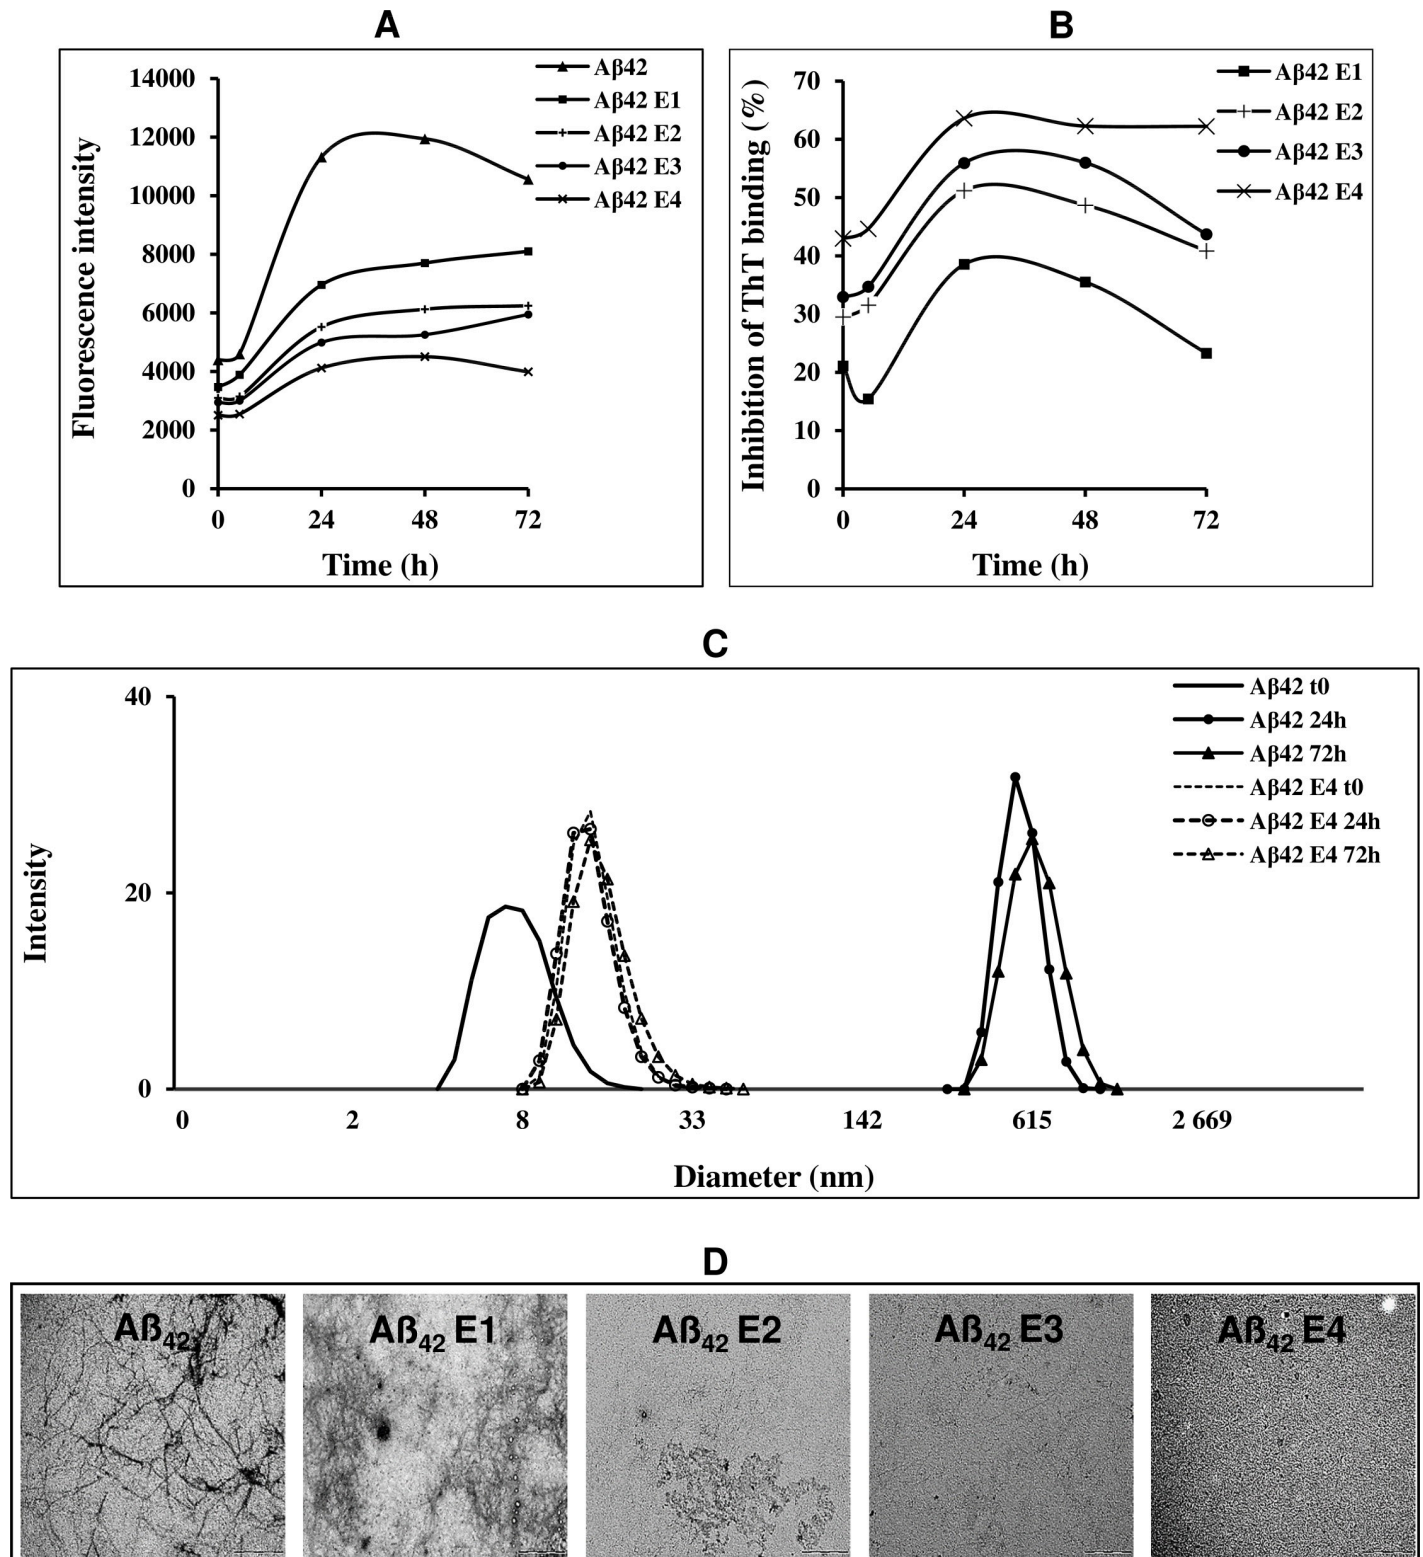 A
Fluorescence intensity
14000
12000
10000
8000
6000
4000
2000
0
0 24 48 72
Time (h)
Aβ42
Aβ42 E1
Aβ42 E2
Aβ42 E3
Aβ42 E4
B
Inhibition of ThT binding (%)
70
60
50
40
30
20
10
0
0 24 48 72
Time (h)
Aβ42 E1
Aβ42 E2
Aβ42 E3
Aβ42 E4
C
Intensity
40
20
0
0 2 8 33 142 615 2 669
Diameter (nm)
Aβ42 t0
Aβ42 24h
Aβ42 72h
Aβ42 E4 t0
Aβ42 E4 24h
Aβ42 E4 72h
D
Aß42
Aß42 E1
Aß42 E2
Aß42 E3
Aß42 E4